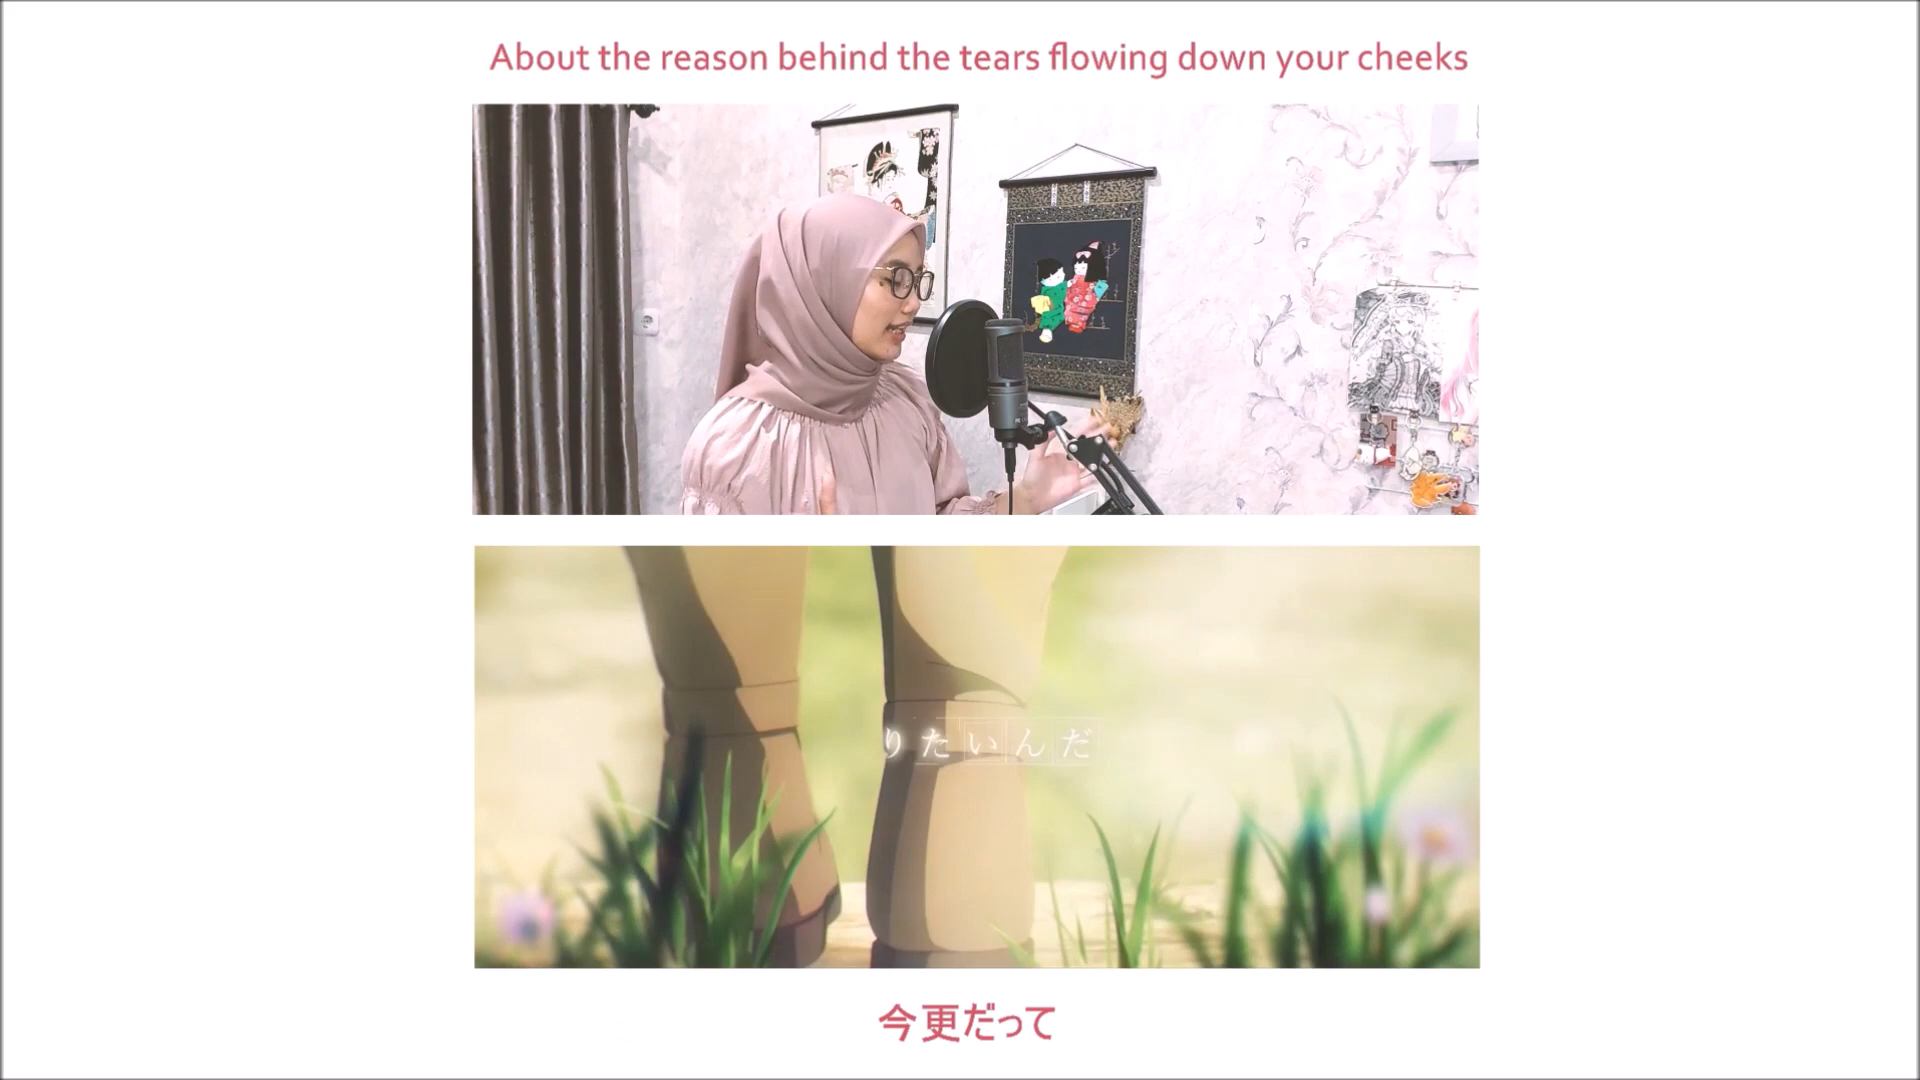 About the reason behind the tears flowing down your cheeks
りたいんだ
今更だって